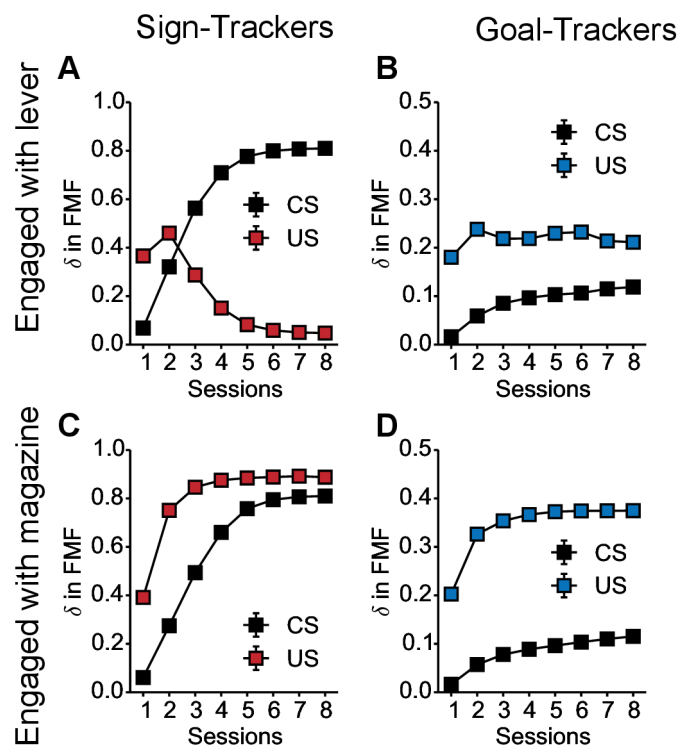 Sign-Trackers
Goal-Trackers
Engaged with lever
A
1.0
0.8
0.6
0.4
0.2
0.0
δ in FMF
CS
US
1 2 3 4 5 6 7 8
Sessions
B
0.5
0.4
0.3
0.2
0.1
0.0
δ in FMF
CS
US
1 2 3 4 5 6 7 8
Sessions
Engaged with magazine
C
1.0
0.8
0.6
0.4
0.2
0.0
δ in FMF
CS
US
1 2 3 4 5 6 7 8
Sessions
D
0.5
0.4
0.3
0.2
0.1
0.0
δ in FMF
CS
US
1 2 3 4 5 6 7 8
Sessions